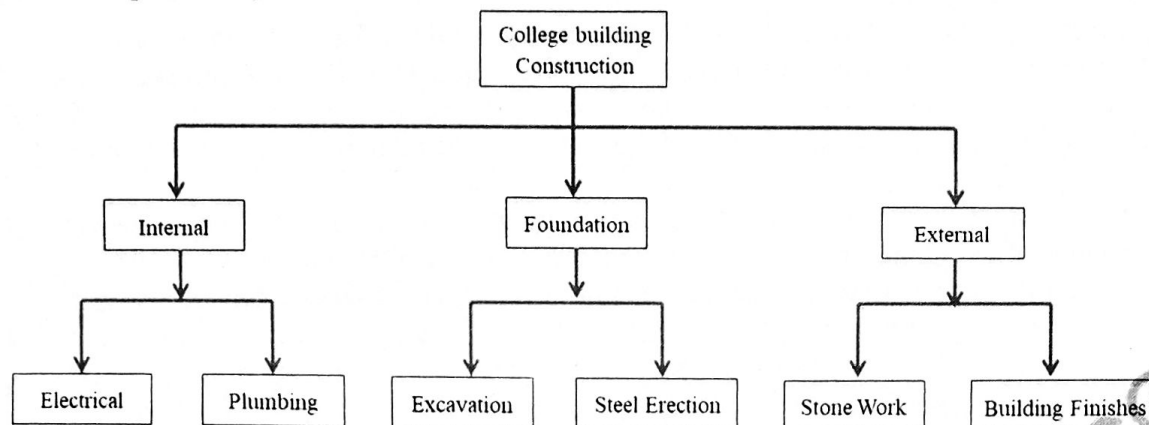 College building
Construction
Internal
Foundation
External
Electrical
Plumbing
Excavation
Steel Erection
Stone Work
Building Finishes